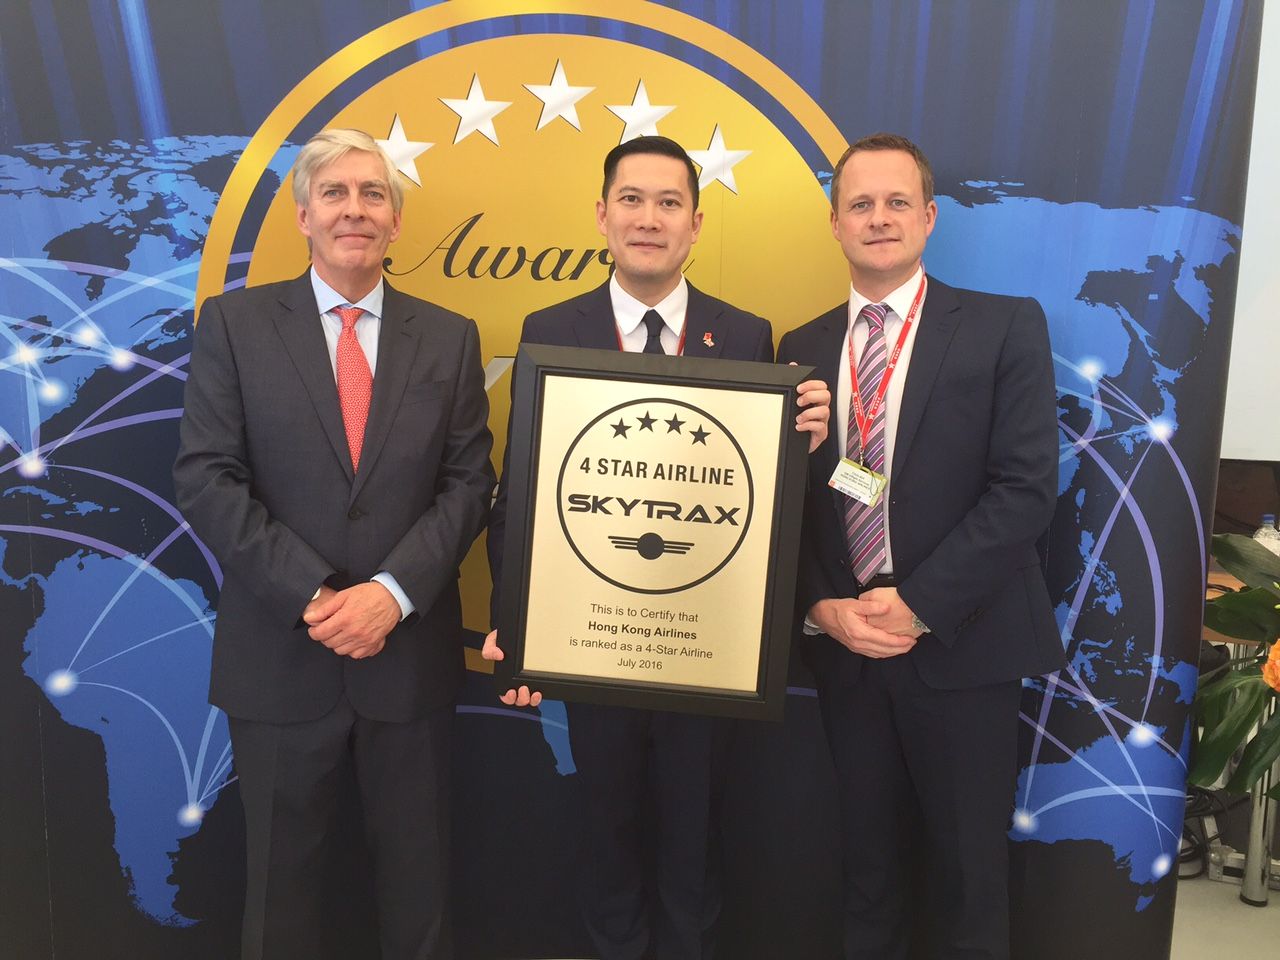 Award
4 STAR AIRLINE
SKYTRAX
This is to Certify that
Hong Kong Airlines
is ranked as a 4-Star Airline
July 2016